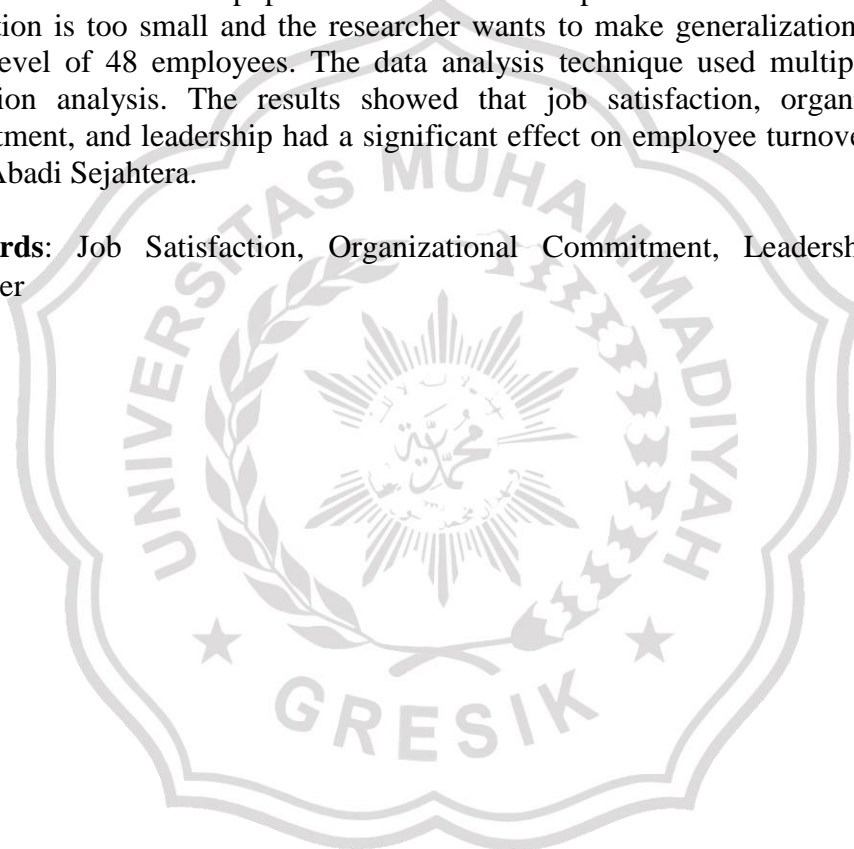 tion is too small and the researcher wants to make generalization
evel of 48 employees. The data analysis technique used multip
ion analysis. The results showed that job satisfaction, organ
tment, and leadership had a significant effect on employee turnov
Abadi Sejahtera.
rds: Job Satisfaction, Organizational Commitment, Leadersh
er
UNIVERSITAS MUHAMMADIYAH
GRESIK